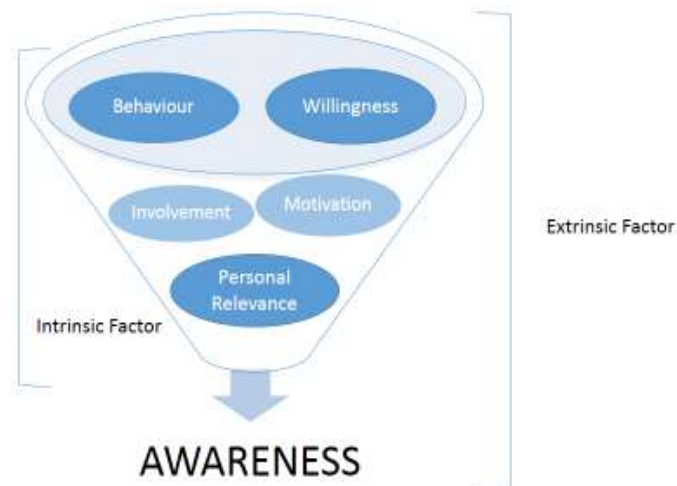 Behaviour
Willingness
Involvement
Motivation
Extrinsic Factor
Personal
Relevance
Intrinsic Factor
AWARENESS